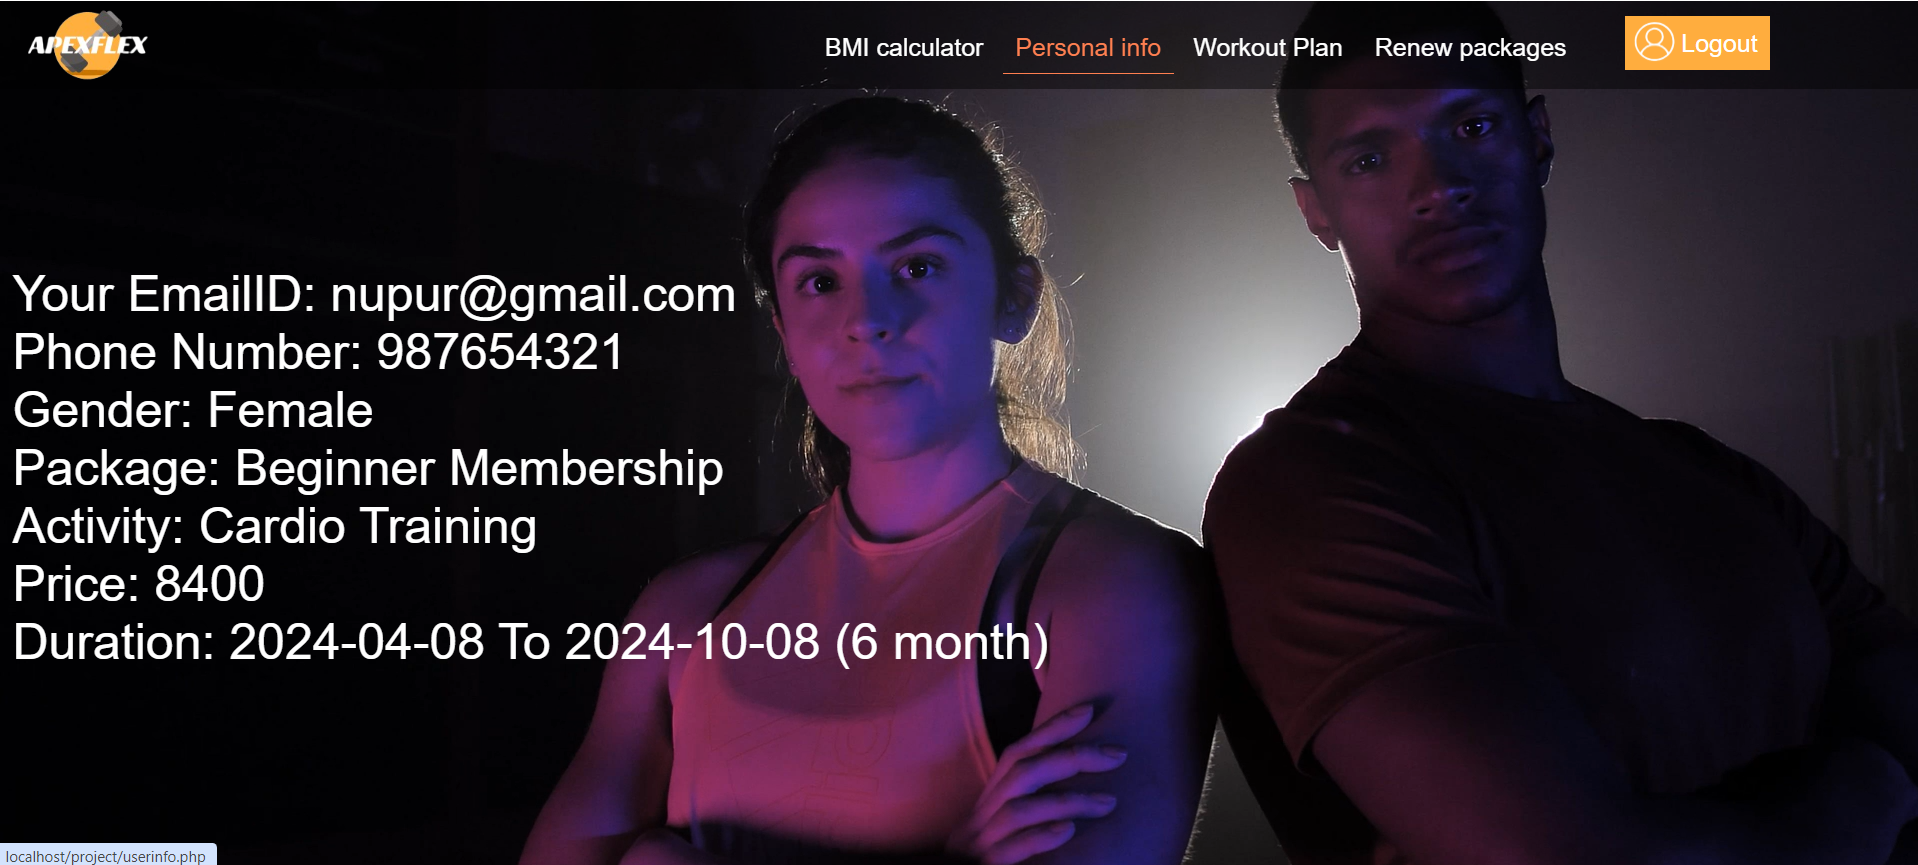 APEXFLEX
BMI calculator Personal info Workout Plan Renew packages Logout
Your EmailID: nupur@gmail.com
Phone Number: 987654321
Gender: Female
Package: Beginner Membership
Activity: Cardio Training
Price: 8400
Duration: 2024-04-08 To 2024-10-08 (6 month)
localhost/project/userinfo.php